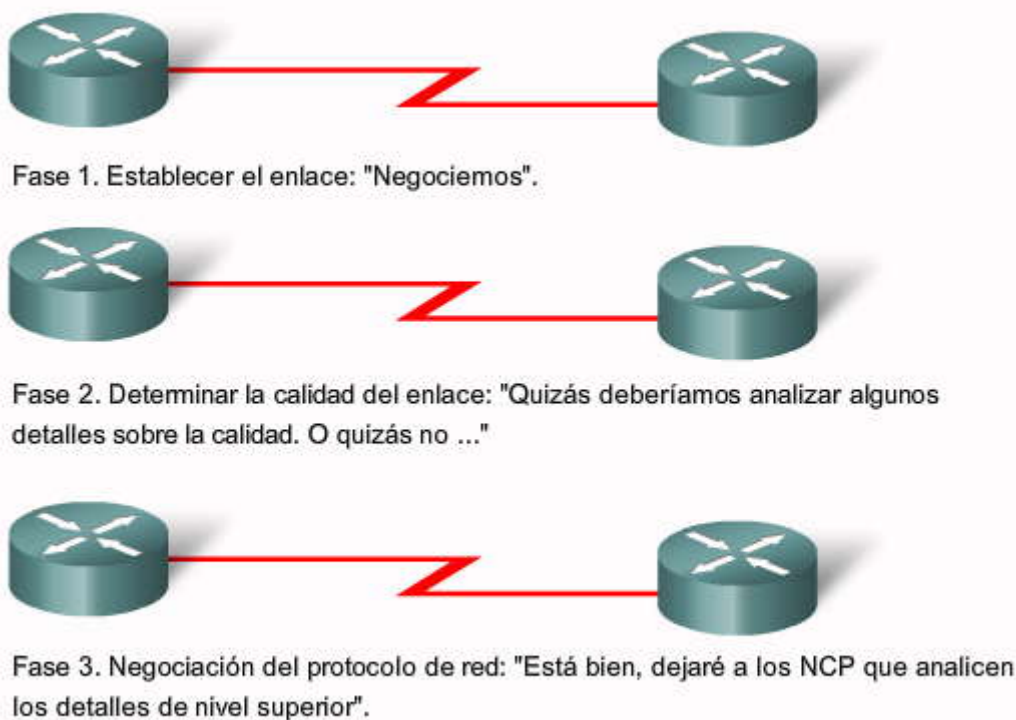 Fase 1. Establecer el enlace: "Negociemos".
Fase 2. Determinar la calidad del enlace: "Quizás deberíamos analizar algunos
detalles sobre la calidad. O quizás no ..."
Fase 3. Negociación del protocolo de red: "Está bien, dejaré a los NCP que analicen
los detalles de nivel superior".